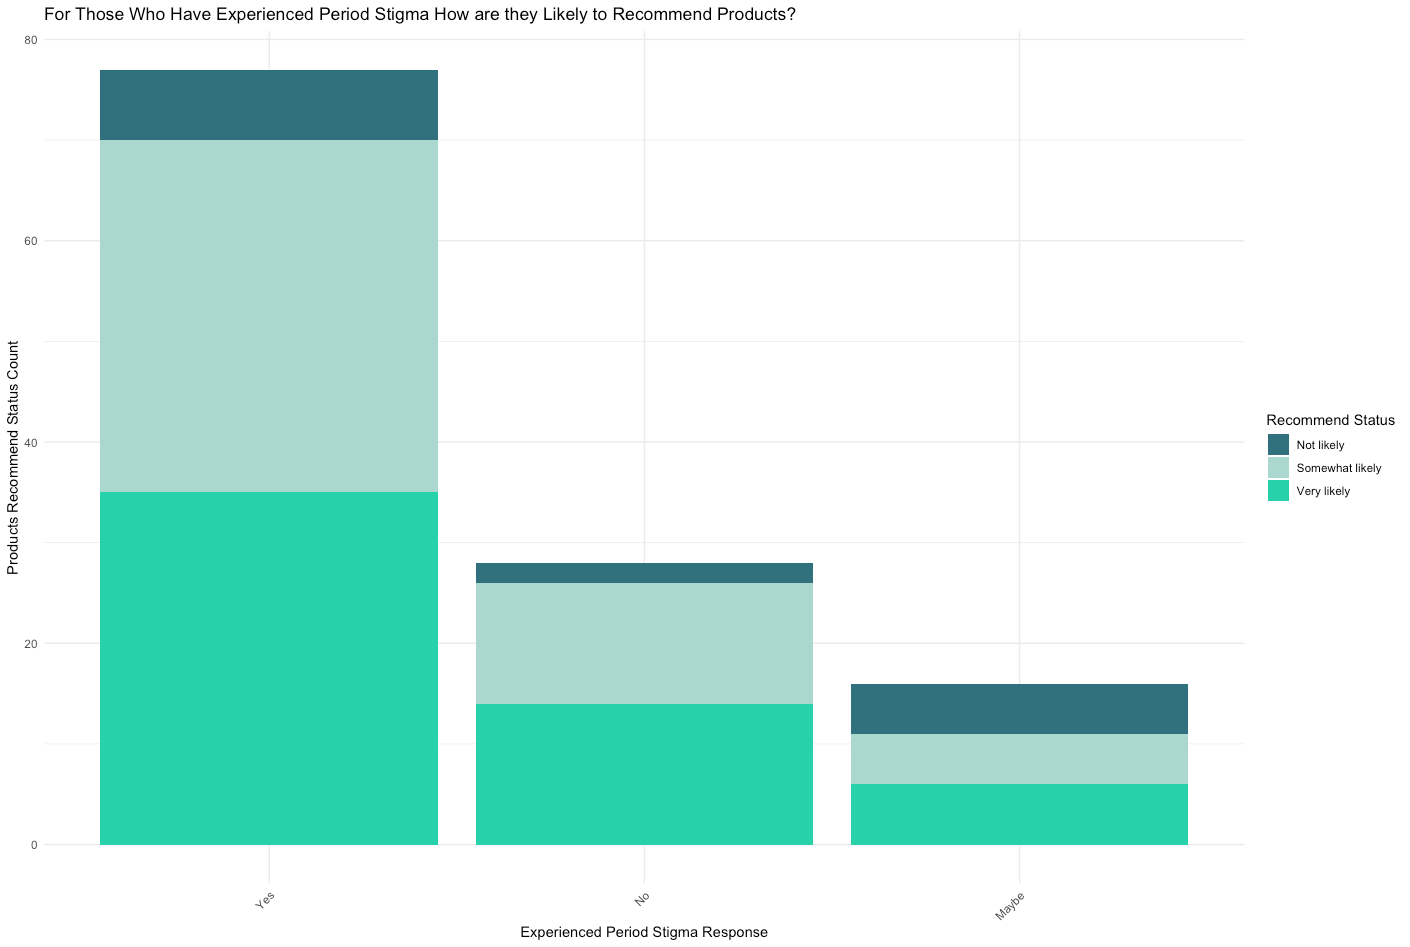 For Those Who Have Experienced Period Stigma How are they Likely to Recommend Products?
Products Recommend Status Count
80
60
40
20
0
Yes
No
Maybe
Experienced Period Stigma Response
Recommend Status
Not likely
Somewhat likely
Very likely